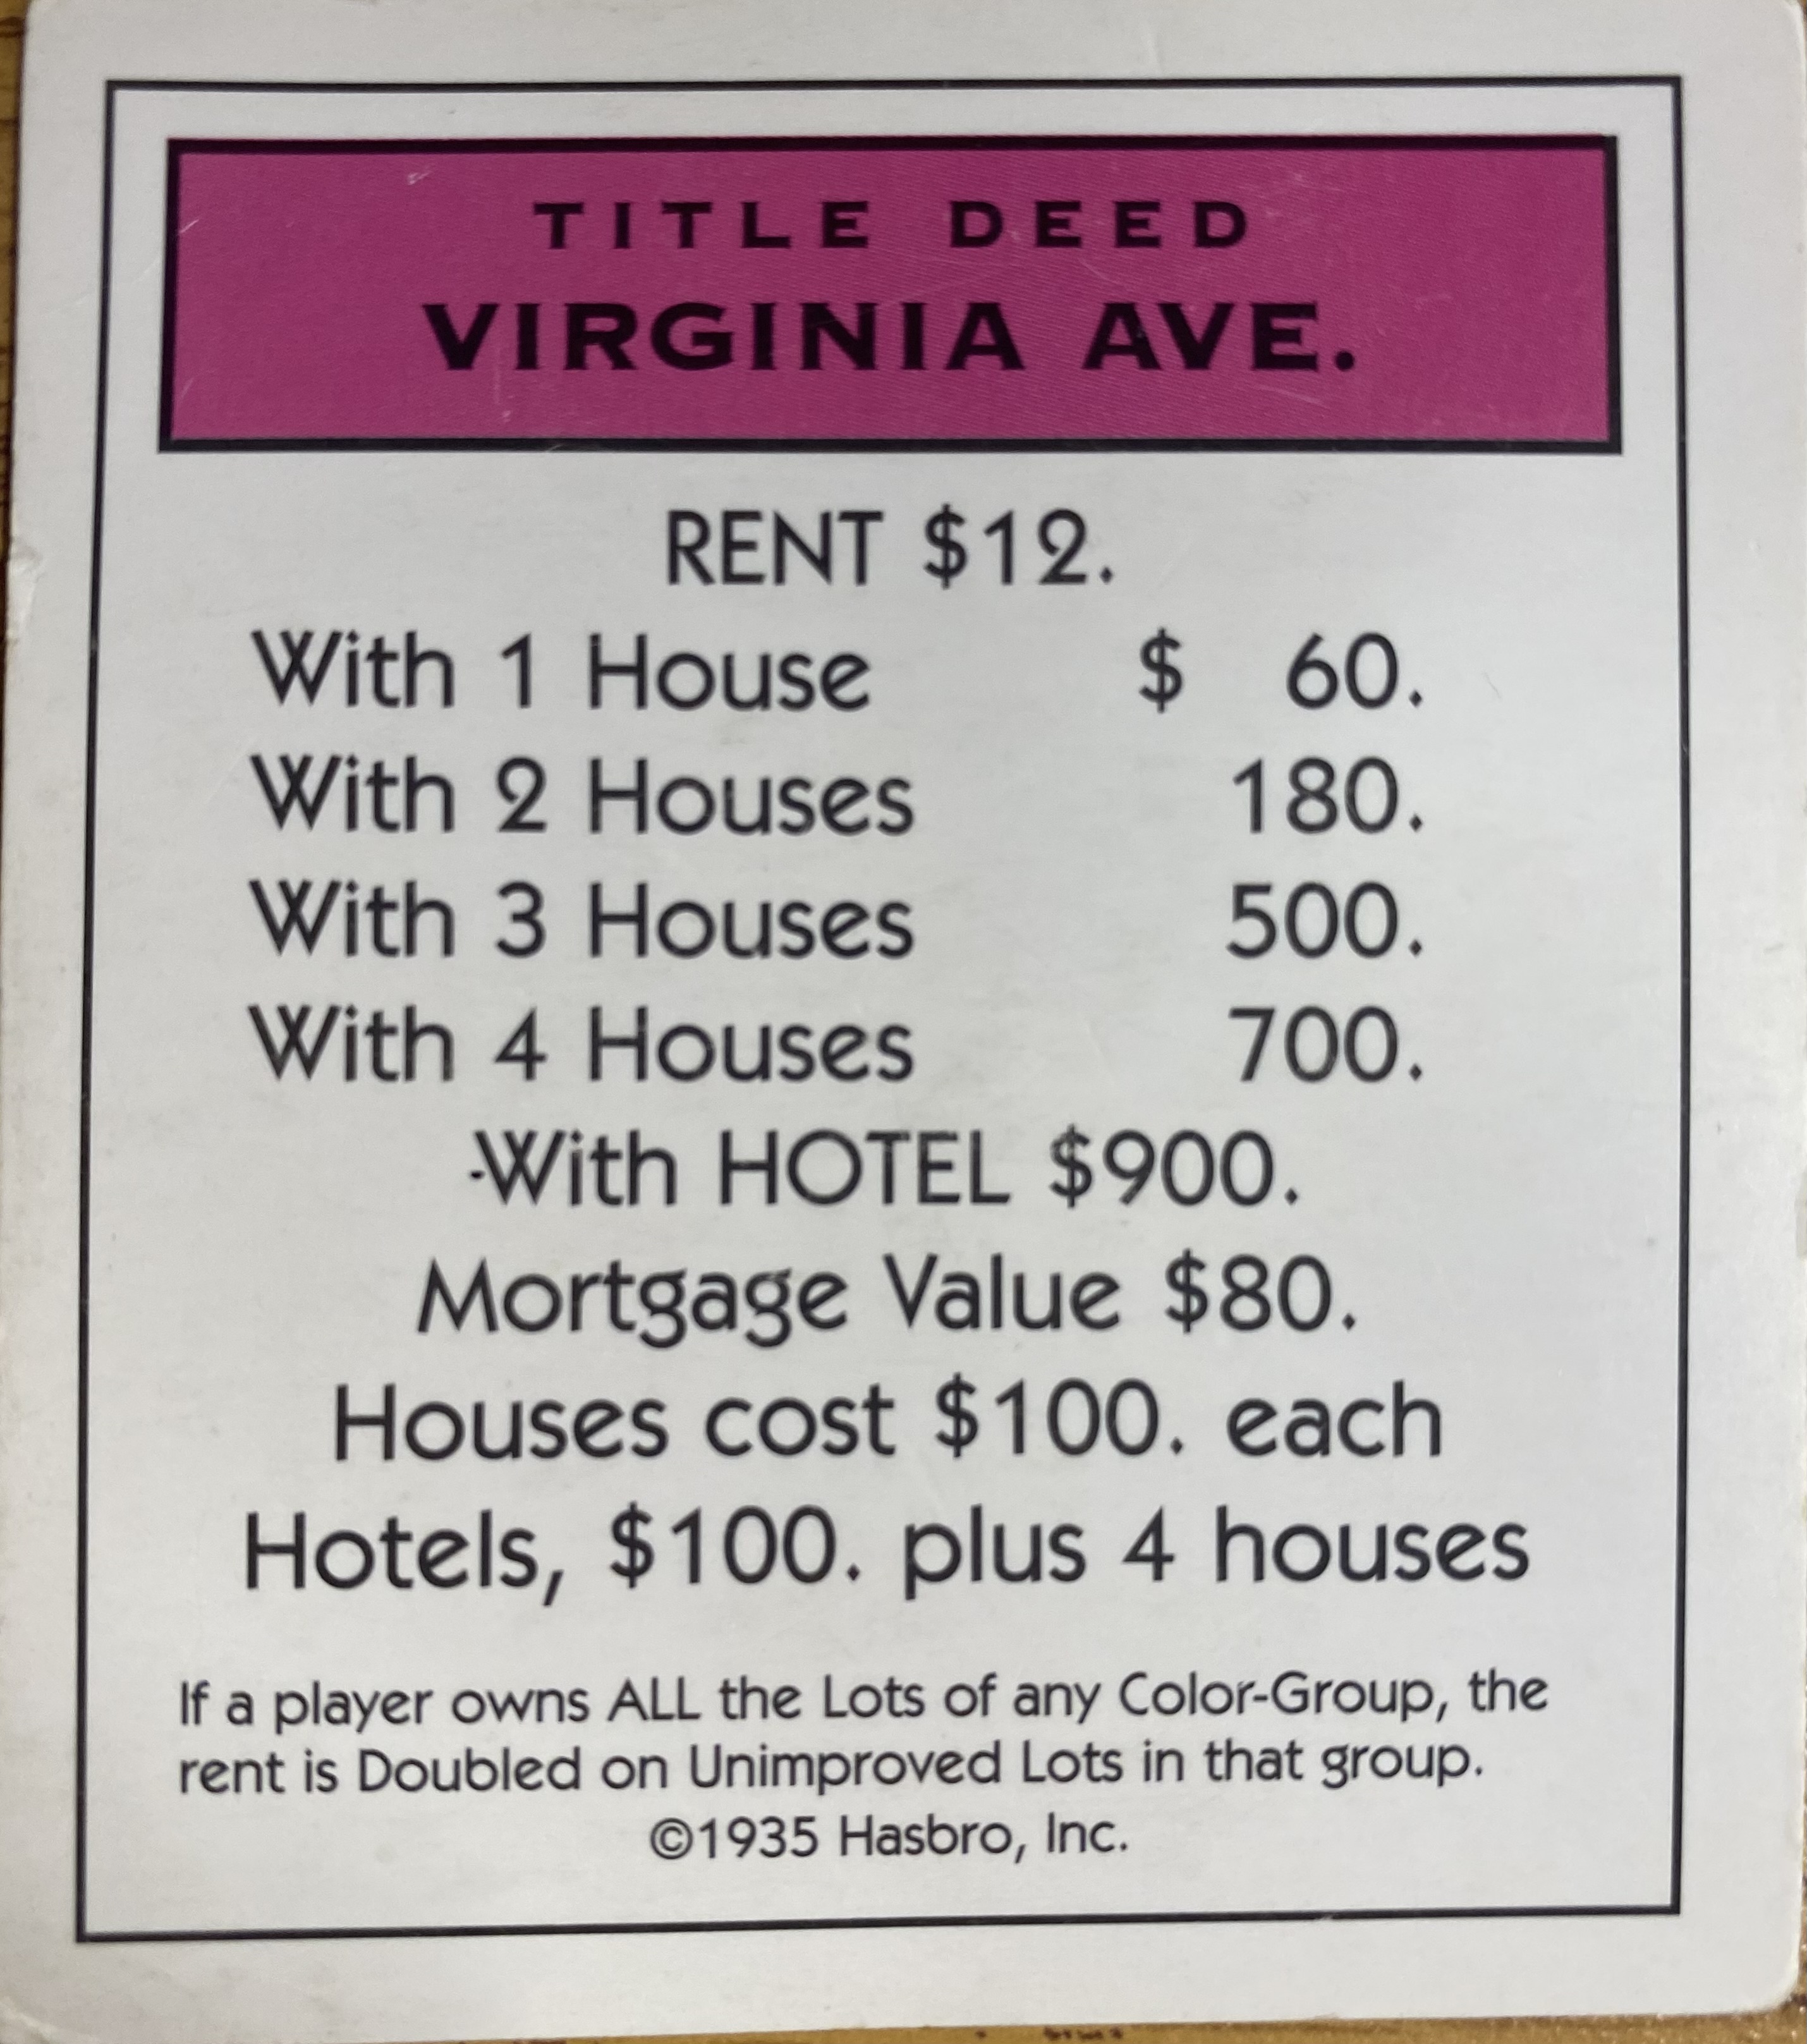 TITLE DEED
VIRGINIA AVE.
RENT $12.
With 1 House $ 60.
With 2 Houses 180.
With 3 Houses 500.
With 4 Houses 700.
With HOTEL $900.
Mortgage Value $80.
Houses cost $100. each
Hotels, $100. plus 4 houses
If a player owns ALL the Lots of any Color-Group, the
rent is Doubled on Unimproved Lots in that group.
©1935 Hasbro, Inc.